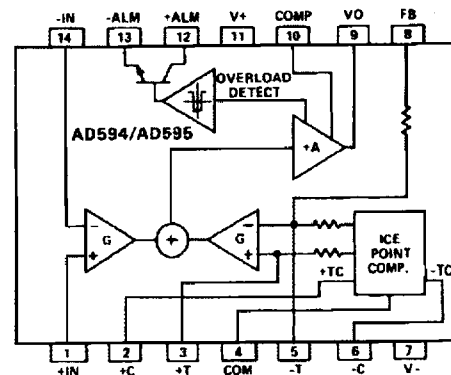 -IN -ALM +ALM V+ COMP VO FB
14 13 12 11 10 9 8
OVERLOAD
DETECT
AD594/AD595
+A
- G + + - G +
ICE
POINT
COMP.
+TC -TC
1 2 3 4 5 6 7
+IN +C +T COM -T -C V-